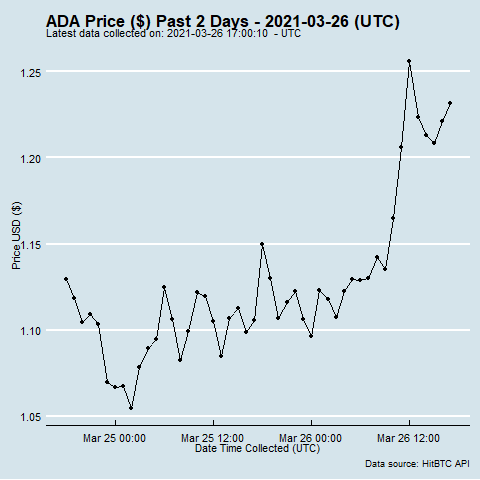 ADA Price ($) Past 2 Days - 2021-03-26 (UTC)
Latest data collected on: 2021-03-26 17:00:10  - UTC
1.25
1.20
1.15
1.10
1.05
Price USD ($)
Mar 25 00:00
Mar 25 12:00
Mar 26 00:00
Mar 26 12:00
Date Time Collected (UTC)
Data source: HitBTC API